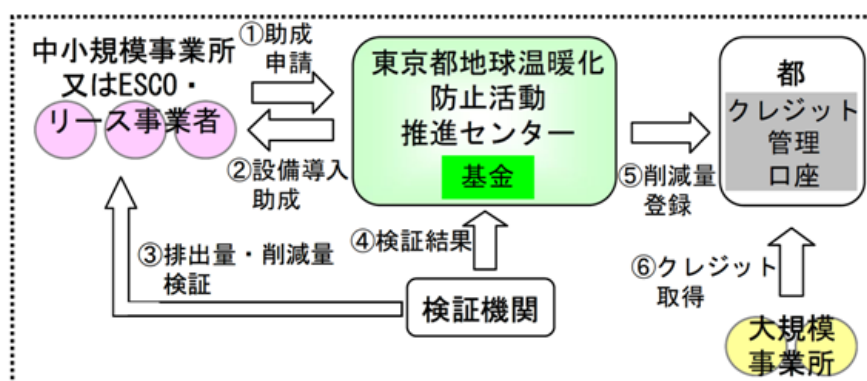 中小規模事業所
又はESCO・
リース事業者
①助成
申請
②設備導入
助成
東京都地球温暖化
防止活動
推進センター
基金
都
クレジット
管理
口座
⑤削減量
登録
③排出量・削減量
検証
④検証結果
検証機関
⑥クレジット
取得
大規模
事業所